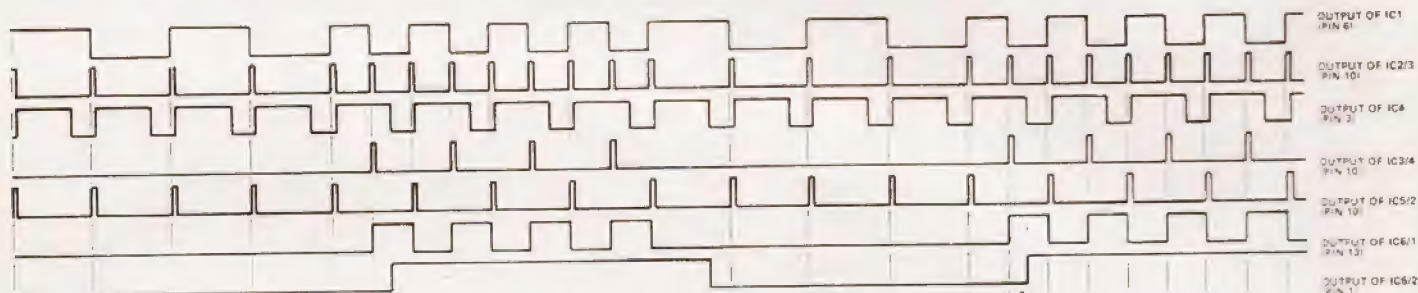 OUTPUT OF IC1
(PIN 6)
OUTPUT OF IC2/3
(PIN 10)
OUTPUT OF IC4
(PIN 3)
OUTPUT OF IC3/4
(PIN 10)
OUTPUT OF IC5/2
(PIN 10)
OUTPUT OF IC6/1
(PIN 13)
OUTPUT OF IC6/2
(PIN 1)